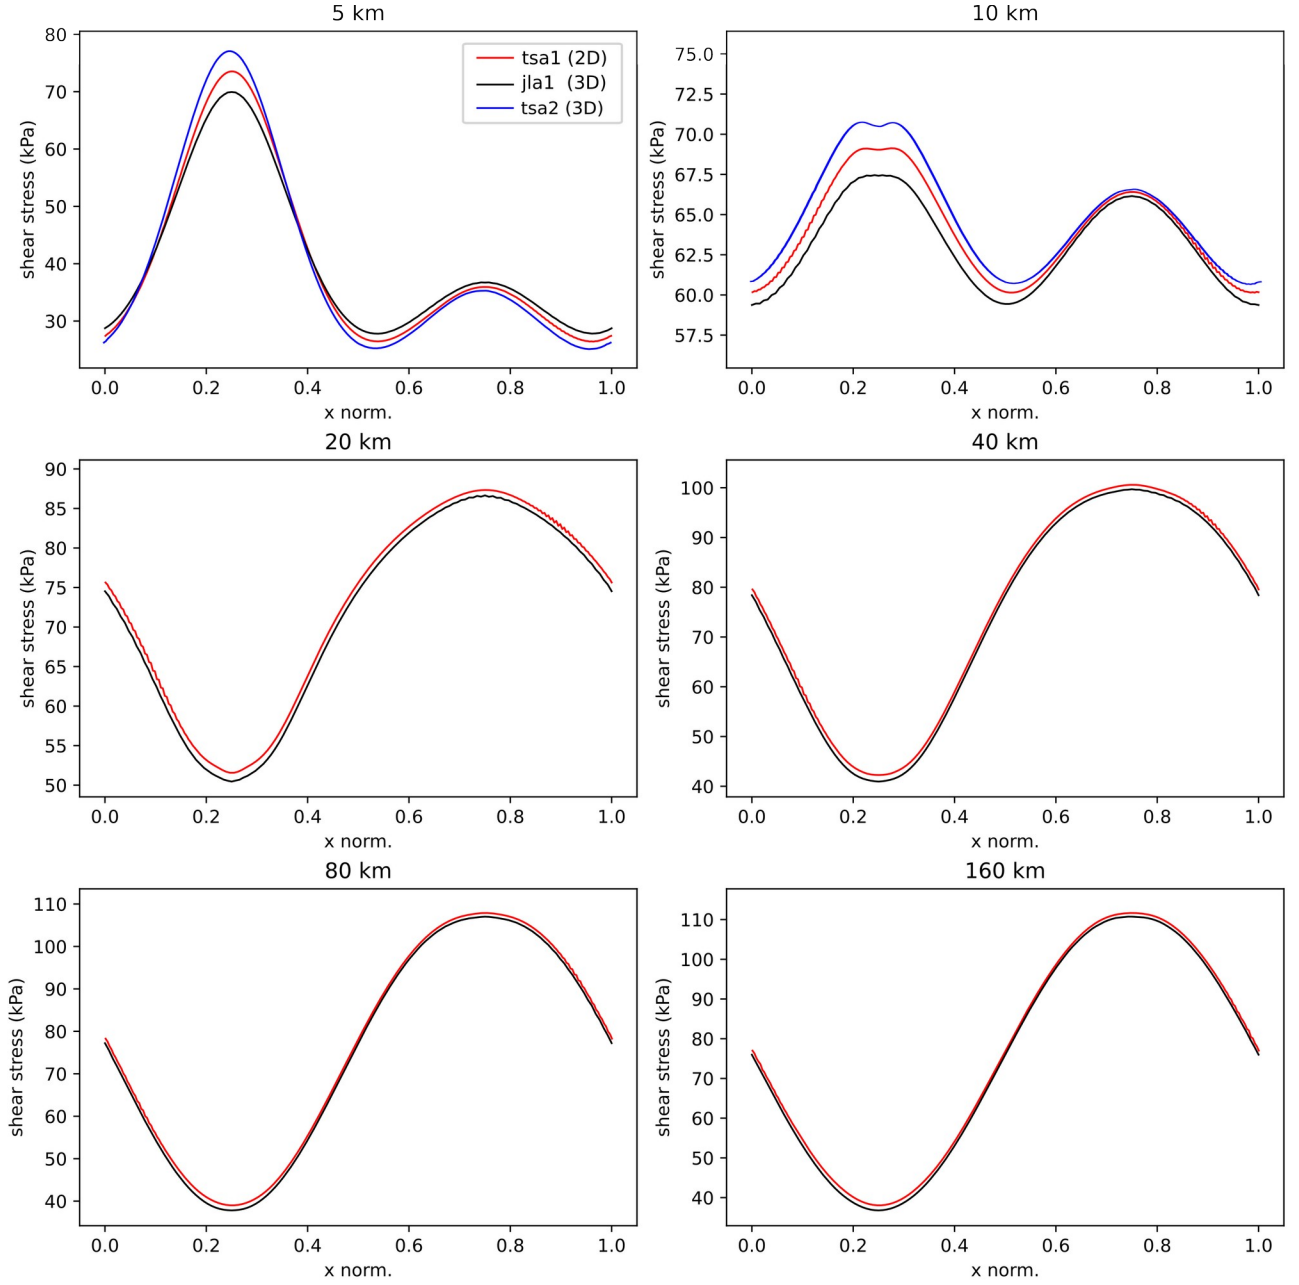 5 km
80
70
60
50
40
30
shear stress (kPa)
tsa1 (2D)
jla1 (3D)
tsa2 (3D)
0.0 0.2 0.4 0.6 0.8 1.0
x norm.
10 km
75.0
72.5
70.0
67.5
65.0
62.5
60.0
57.5
shear stress (kPa)
0.0 0.2 0.4 0.6 0.8 1.0
x norm.
20 km
90
85
80
75
70
65
60
55
50
shear stress (kPa)
0.0 0.2 0.4 0.6 0.8 1.0
x norm.
40 km
100
90
80
70
60
50
40
shear stress (kPa)
0.0 0.2 0.4 0.6 0.8 1.0
x norm.
80 km
110
100
90
80
70
60
50
40
shear stress (kPa)
0.0 0.2 0.4 0.6 0.8 1.0
x norm.
160 km
110
100
90
80
70
60
50
40
shear stress (kPa)
0.0 0.2 0.4 0.6 0.8 1.0
x norm.